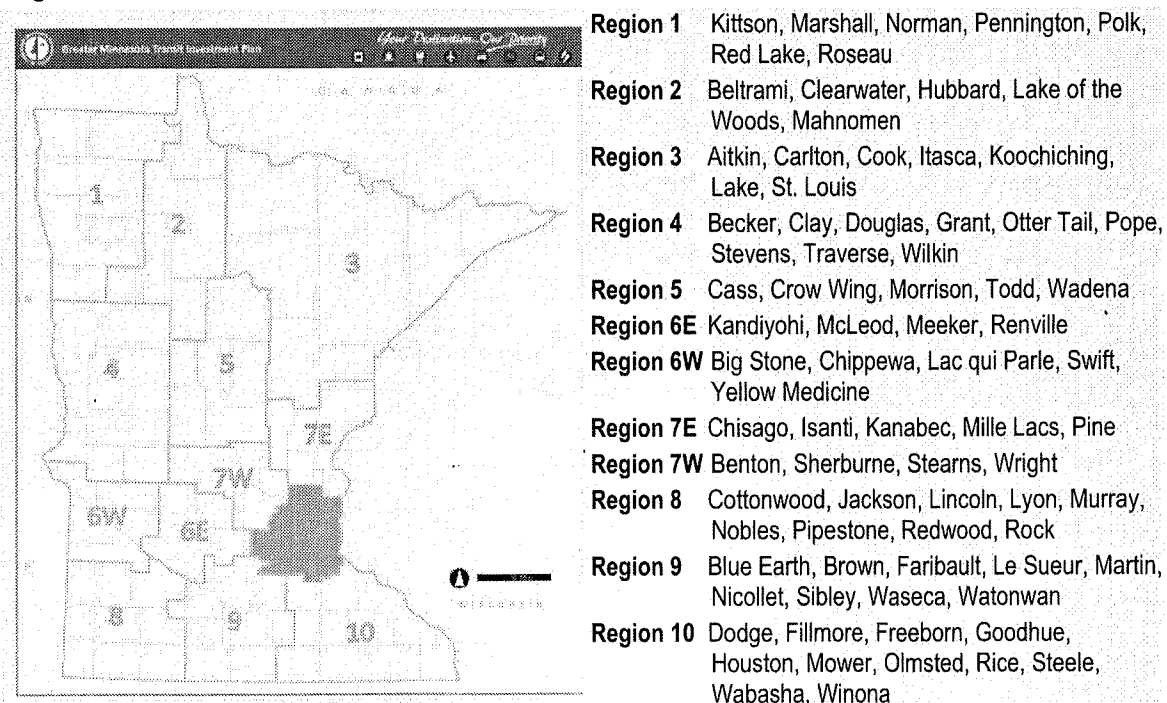 Greater Minnesota Transit Investment Plan
Your Destination...Our Priority
CANADA
1
2
3
4
5
7E
7W
6W
6E
8
9
10
Wisconsin
Region 1 Kittson, Marshall, Norman, Pennington, Polk,
Red Lake, Roseau
Region 2 Beltrami, Clearwater, Hubbard, Lake of the
Woods, Mahnomen
Region 3 Aitkin, Carlton, Cook, Itasca, Koochiching,
Lake, St. Louis
Region 4 Becker, Clay, Douglas, Grant, Otter Tail, Pope,
Stevens, Traverse, Wilkin
Region 5 Cass, Crow Wing, Morrison, Todd, Wadena
Region 6E Kandiyohi, McLeod, Meeker, Renville
Region 6W Big Stone, Chippewa, Lac qui Parle, Swift,
Yellow Medicine
Region 7E Chisago, Isanti, Kanabec, Mille Lacs, Pine
Region 7W Benton, Sherburne, Stearns, Wright
Region 8 Cottonwood, Jackson, Lincoln, Lyon, Murray,
Nobles, Pipestone, Redwood, Rock
Region 9 Blue Earth, Brown, Faribault, Le Sueur, Martin,
Nicollet, Sibley, Waseca, Watonwan
Region 10 Dodge, Fillmore, Freeborn, Goodhue,
Houston, Mower, Olmsted, Rice, Steele,
Wabasha, Winona